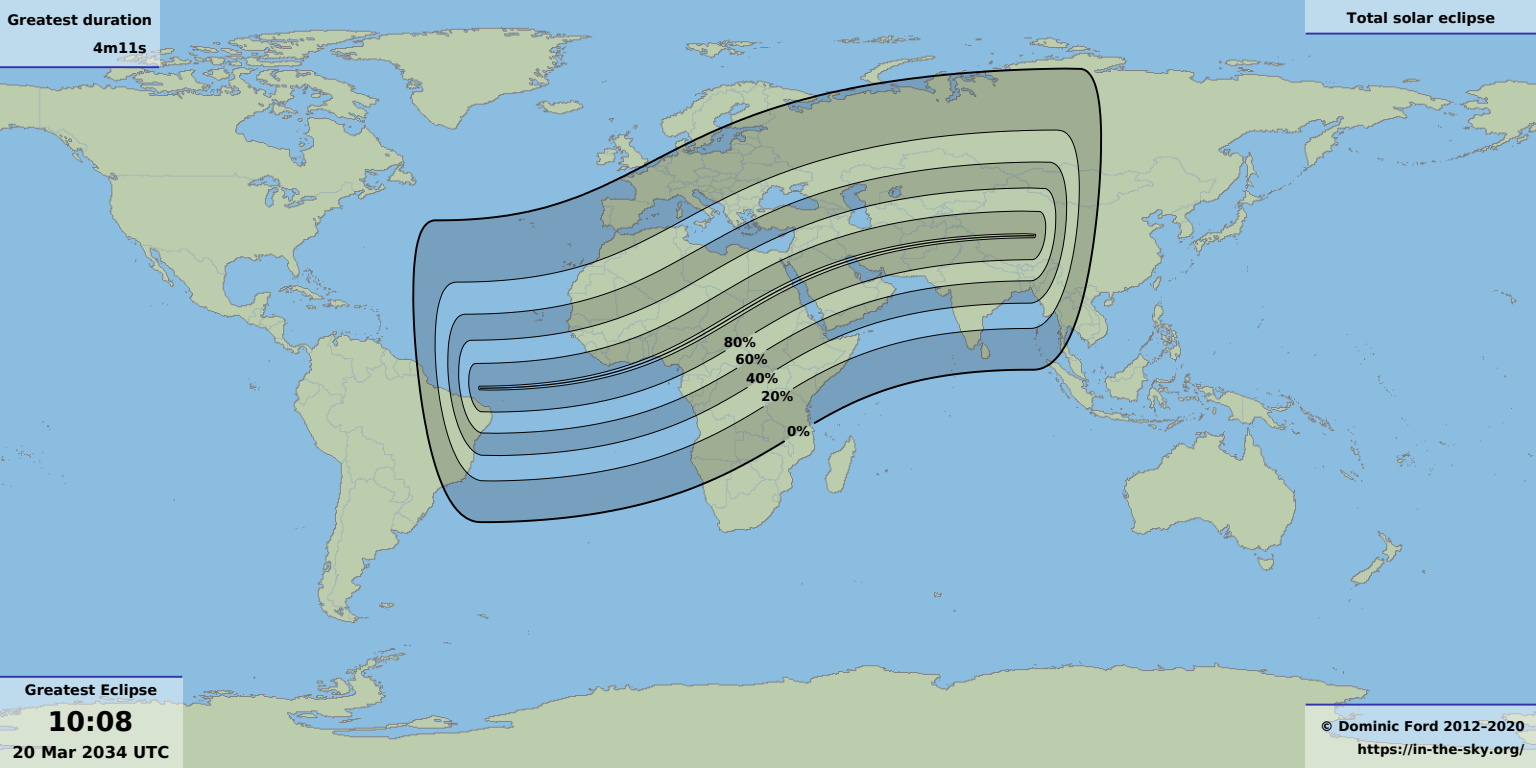 Greatest duration
4m11s
Total solar eclipse
80%
60%
40%
20%
0%
Greatest Eclipse
10:08
20 Mar 2034 UTC
© Dominic Ford 2012–2020
https://in-the-sky.org/